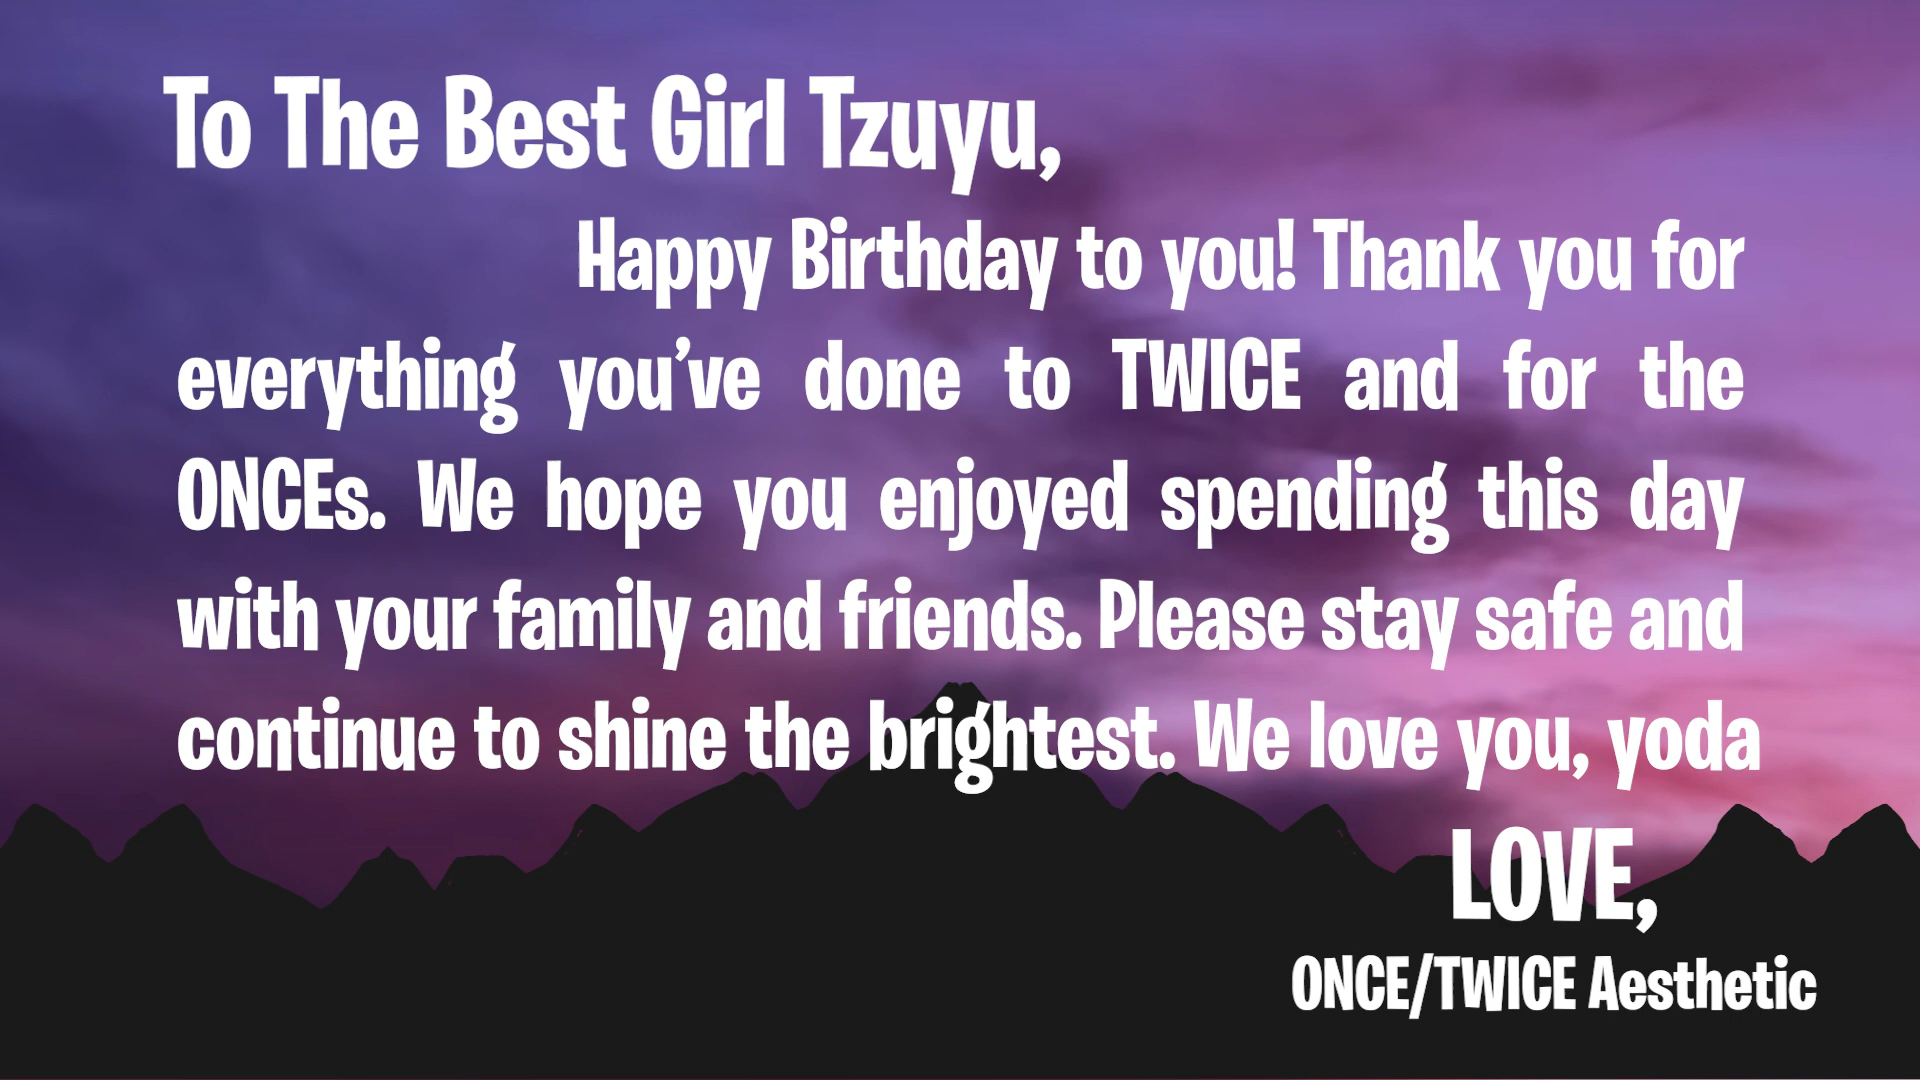 To The Best Girl Tzuyu,
Happy Birthday to you! Thank you for
everything you’ve done to TWICE and for the
ONCEs. We hope you enjoyed spending this day
with your family and friends. Please stay safe and
continue to shine the brightest. We love you, yoda
LOVE,
ONCE/TWICE Aesthetic